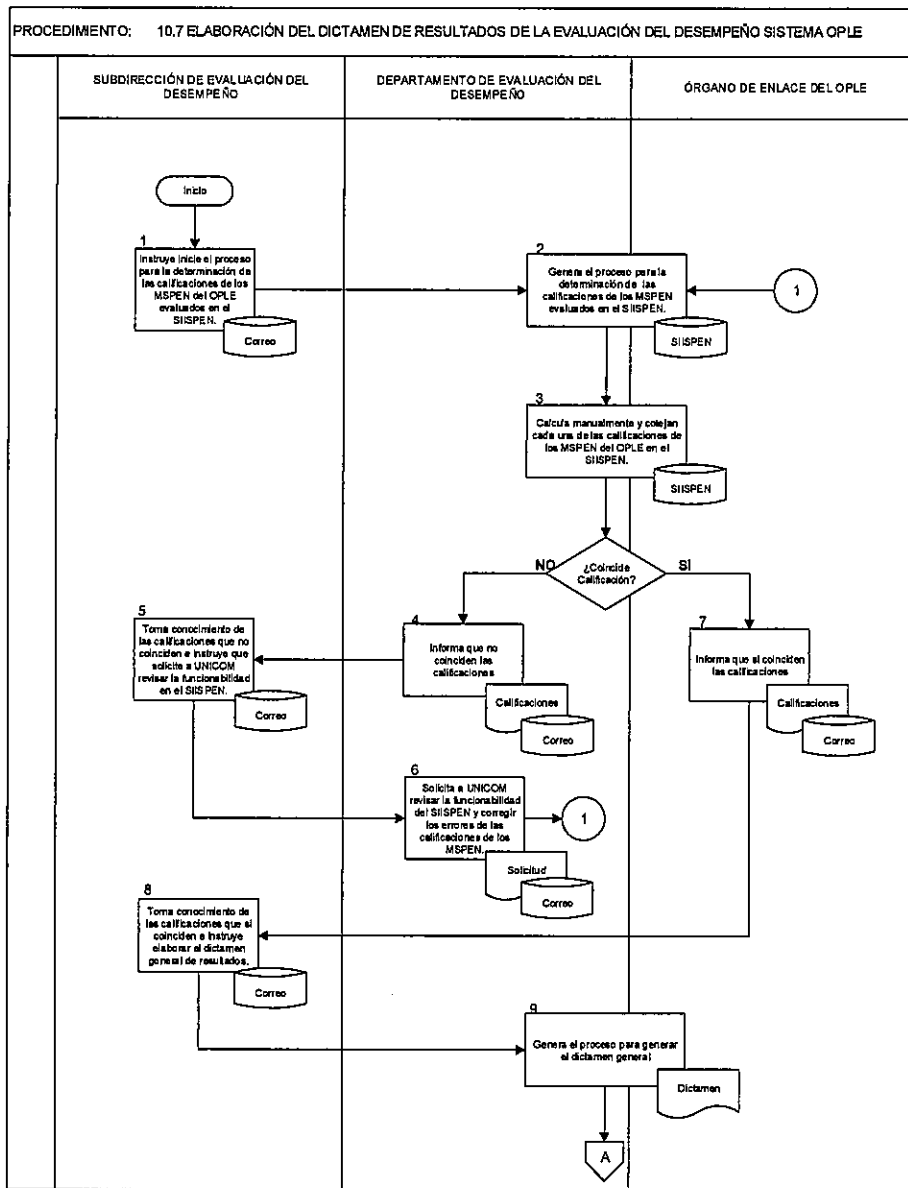 PROCEDIMIENTO: 10.7 ELABORACIÓN DEL DICTAMEN DE RESULTADOS DE LA EVALUACIÓN DEL DESEMPEÑO SISTEMA OPLE
SUBDIRECCIÓN DE EVALUACIÓN DEL
DESEMPEÑO
DEPARTAMENTO DE EVALUACIÓN DEL
DESEMPEÑO
ÓRGANO DE ENLACE DEL OPLE
Inicio
1
Instruye inicie el proceso
para la determinación de
las calificaciones de los
MSPEN del OPLE
evaluados en el
SIISPEN.
Correo
2
Genera el proceso para la
determinación de las
calificaciones de los MSPEN
evaluados en el SIISPEN.
SIISPEN
1
3
Calcula manualmente y cotejan
cada una de las calificaciones de
los MSPEN del OPLE en el
SIISPEN.
SIISPEN
¿Coincide
Calificación?
NO
SÍ
4
Informa que no
coinciden las
calificaciones
Calificaciones
Correo
5
Toma conocimiento de
las calificaciones que no
coinciden e instruye que
solicite a UNICOM
revisar la funcionabilidad
en el SIISPEN.
Correo
7
Informa que si coinciden
las calificaciones
Calificaciones
Correo
6
Solicita a UNICOM
revisar la funcionabilidad
del SIISPEN y corregir
los errores de las
calificaciones de los
MSPEN.
Solicitud
Correo
1
8
Toma conocimiento de
las calificaciones que si
coinciden e instruye
elaborar el dictamen
general de resultados.
Correo
9
Genera el proceso para generar
el dictamen general
Dictamen
A